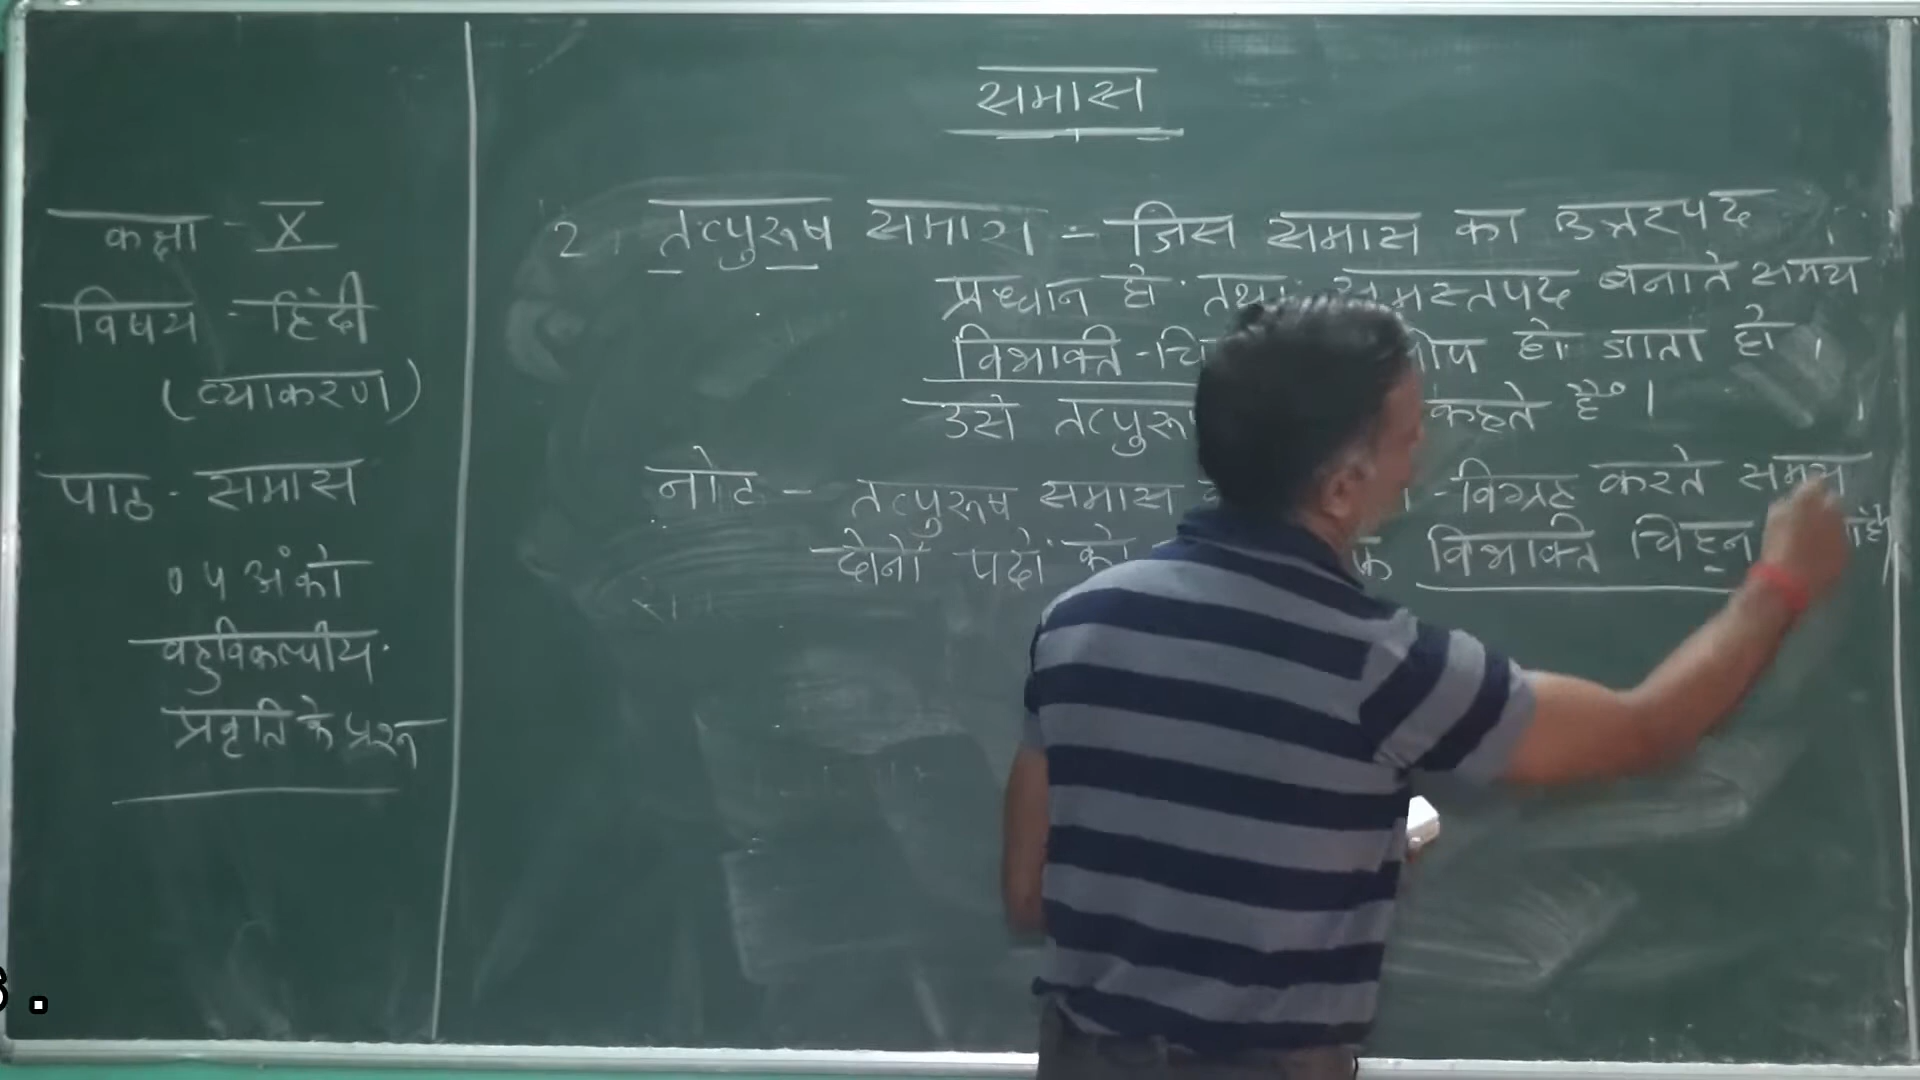 समास
कक्षा - X
विषय - हिंदी
(व्याकरण)
पाठ - समास
०५ अंको
बहुविकल्पीय
प्रवृति के प्रश्न
2. तत्पुरूष समास - जिस समास का उत्तरपद
प्रधान हो तथा समस्तपद बनाते समय
विभक्ति - हो जाता हो,
उसे तत्पुरू कहते हैं।
नोट - तत्पुरूष समास - विग्रह करते समय
दोनों पदों के विभक्ति चिह्न